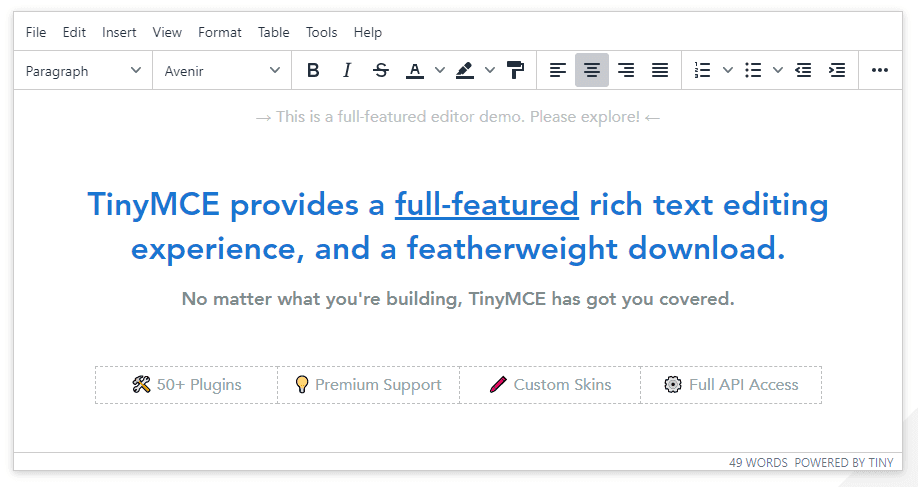 File Edit Insert View Format Table Tools Help
Paragraph Avenir B I S A
→ This is a full-featured editor demo. Please explore! ←
TinyMCE provides a full-featured rich text editing
experience, and a featherweight download.
No matter what you're building, TinyMCE has got you covered.
50+ Plugins Premium Support Custom Skins Full API Access
49 WORDS POWERED BY TINY